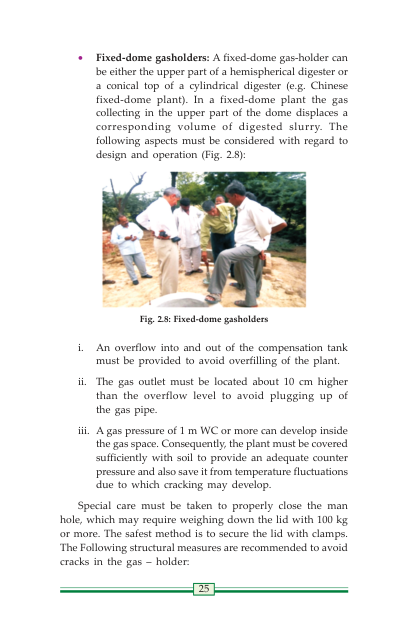 • Fixed-dome gasholders: A fixed-dome gas-holder can
be either the upper part of a hemispherical digester or
a conical top of a cylindrical digester (e.g. Chinese
fixed-dome plant). In a fixed-dome plant the gas
collecting in the upper part of the dome displaces a
corresponding volume of digested slurry. The
following aspects must be considered with regard to
design and operation (Fig. 2.8):
Fig. 2.8: Fixed-dome gasholders
i. An overflow into and out of the compensation tank
must be provided to avoid overfilling of the plant.
ii. The gas outlet must be located about 10 cm higher
than the overflow level to avoid plugging up of
the gas pipe.
iii. A gas pressure of 1 m WC or more can develop inside
the gas space. Consequently, the plant must be covered
sufficiently with soil to provide an adequate counter
pressure and also save it from temperature fluctuations
due to which cracking may develop.
Special care must be taken to properly close the man
hole, which may require weighing down the lid with 100 kg
or more. The safest method is to secure the lid with clamps.
The Following structural measures are recommended to avoid
cracks in the gas – holder:
25